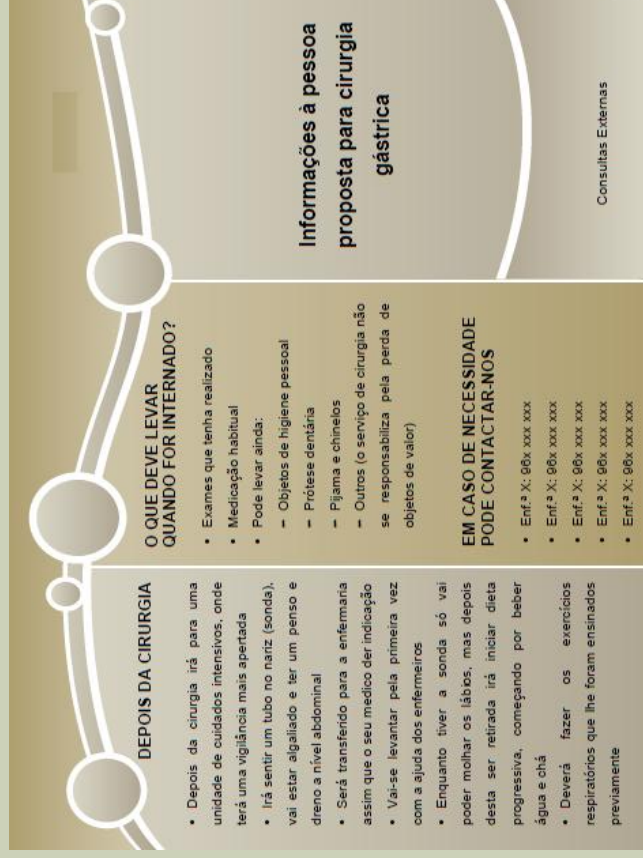 DEPOIS DA CIRURGIA
• Depois da cirurgia irá para uma
unidade de cuidados intensivos, onde
terá uma vigilância mais apertada
• Irá sentir um tubo no nariz (sonda),
vai estar algaliado e ter um penso e
dreno a nível abdominal
• Será transferido para a enfermaria
assim que o seu medico der indicação
• Vai-se levantar pela primeira vez
com a ajuda dos enfermeiros
• Enquanto tiver a sonda só vai
poder molhar os lábios, mas depois
desta ser retirada irá iniciar dieta
progressiva, começando por beber
água e chá
• Deverá fazer os exercícios
respiratórios que lhe foram ensinados
previamente
O QUE DEVE LEVAR
QUANDO FOR INTERNADO?
• Exames que tenha realizado
• Medicação habitual
• Pode levar ainda:
– Objetos de higiene pessoal
– Prótese dentária
– Pijama e chinelos
– Outros (o serviço de cirurgia não
se responsabiliza pela perda de
objetos de valor)
EM CASO DE NECESSIDADE
PODE CONTACTAR-NOS
• Enf.ª X: 96x xxx xxx
• Enf.ª X: 96x xxx xxx
• Enf.ª X: 96x xxx xxx
• Enf.ª X: 96x xxx xxx
• Enf.ª X: 96x xxx xxx
Informações à pessoa
proposta para cirurgia
gástrica
Consultas Externas